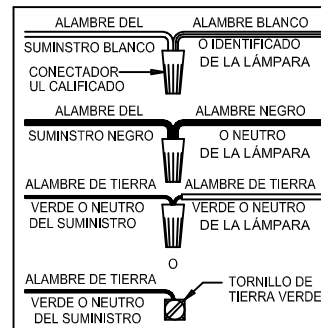 ALAMBRE DEL
SUMINSTRO BLANCO
ALAMBRE BLANCO
O IDENTIFICADO
DE LA LÁMPARA
CONECTADOR
UL CALIFICADO
ALAMBRE DEL
SUMINSTRO NEGRO
ALAMBRE NEGRO
O NEUTRO
DE LA LÁMPARA
ALAMBRE DE TIERRA
VERDE O NEUTRO
DEL SUMINISTRO
ALAMBRE DE TIERRA
VERDE O NEUTRO
DE LA LÁMPARA
O
ALAMBRE DE TIERRA
VERDE O NEUTRO
DEL SUMINISTRO
TORNILLO DE
TIERRA VERDE